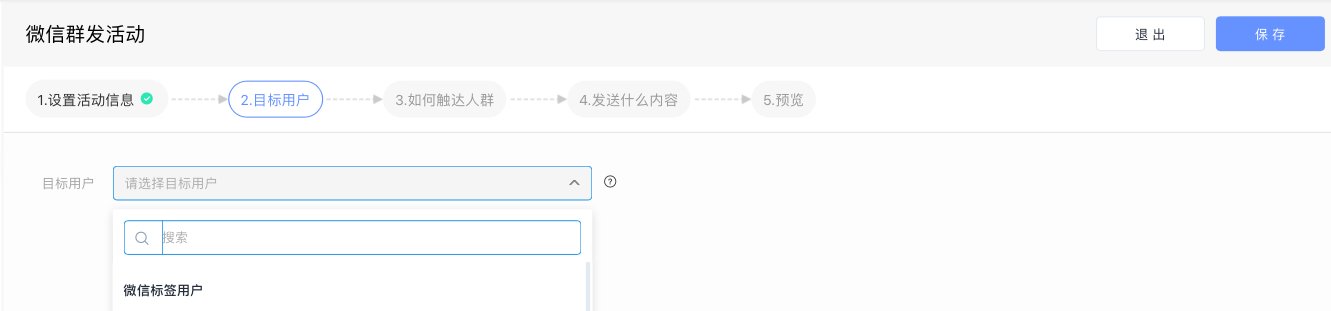 微信群发活动
退出
保存
1.设置活动信息
2.目标用户
3.如何触达人群
4.发送什么内容
5.预览
目标用户
请选择目标用户
?
搜索
微信标签用户